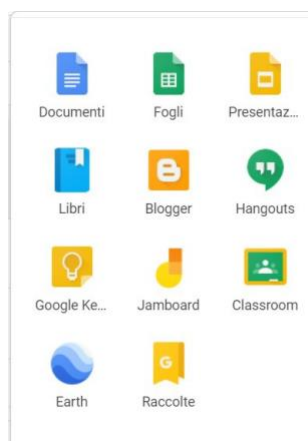 Documenti Fogli Presentaz...
Libri Blogger Hangouts
Google Ke... Jamboard Classroom
G
Earth Raccolte